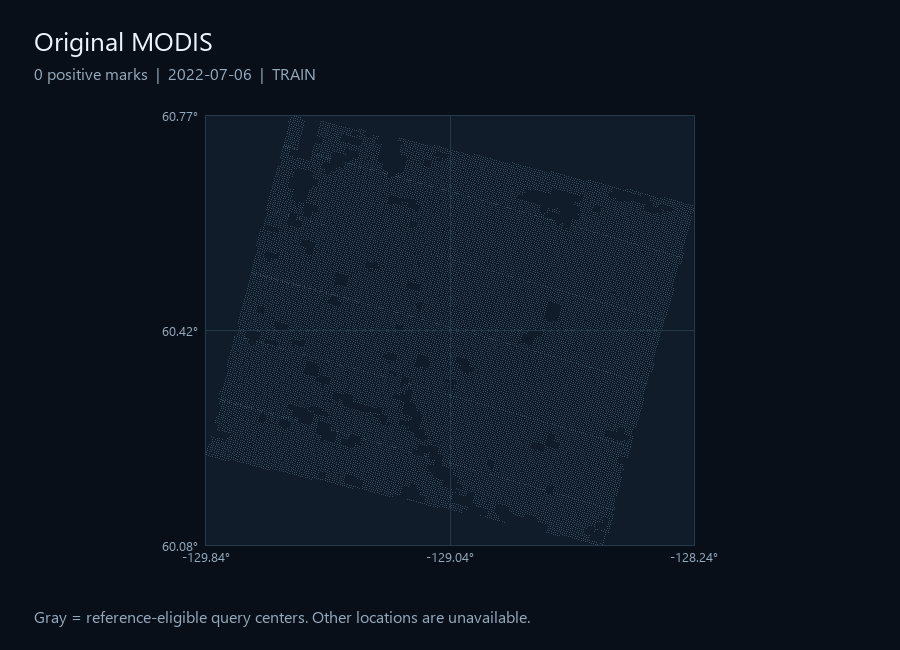 Original MODIS
0 positive marks | 2022-07-06 | TRAIN
60.77°
60.42°
60.08°
-129.84°
-129.04°
-128.24°
Gray = reference-eligible query centers. Other locations are unavailable.